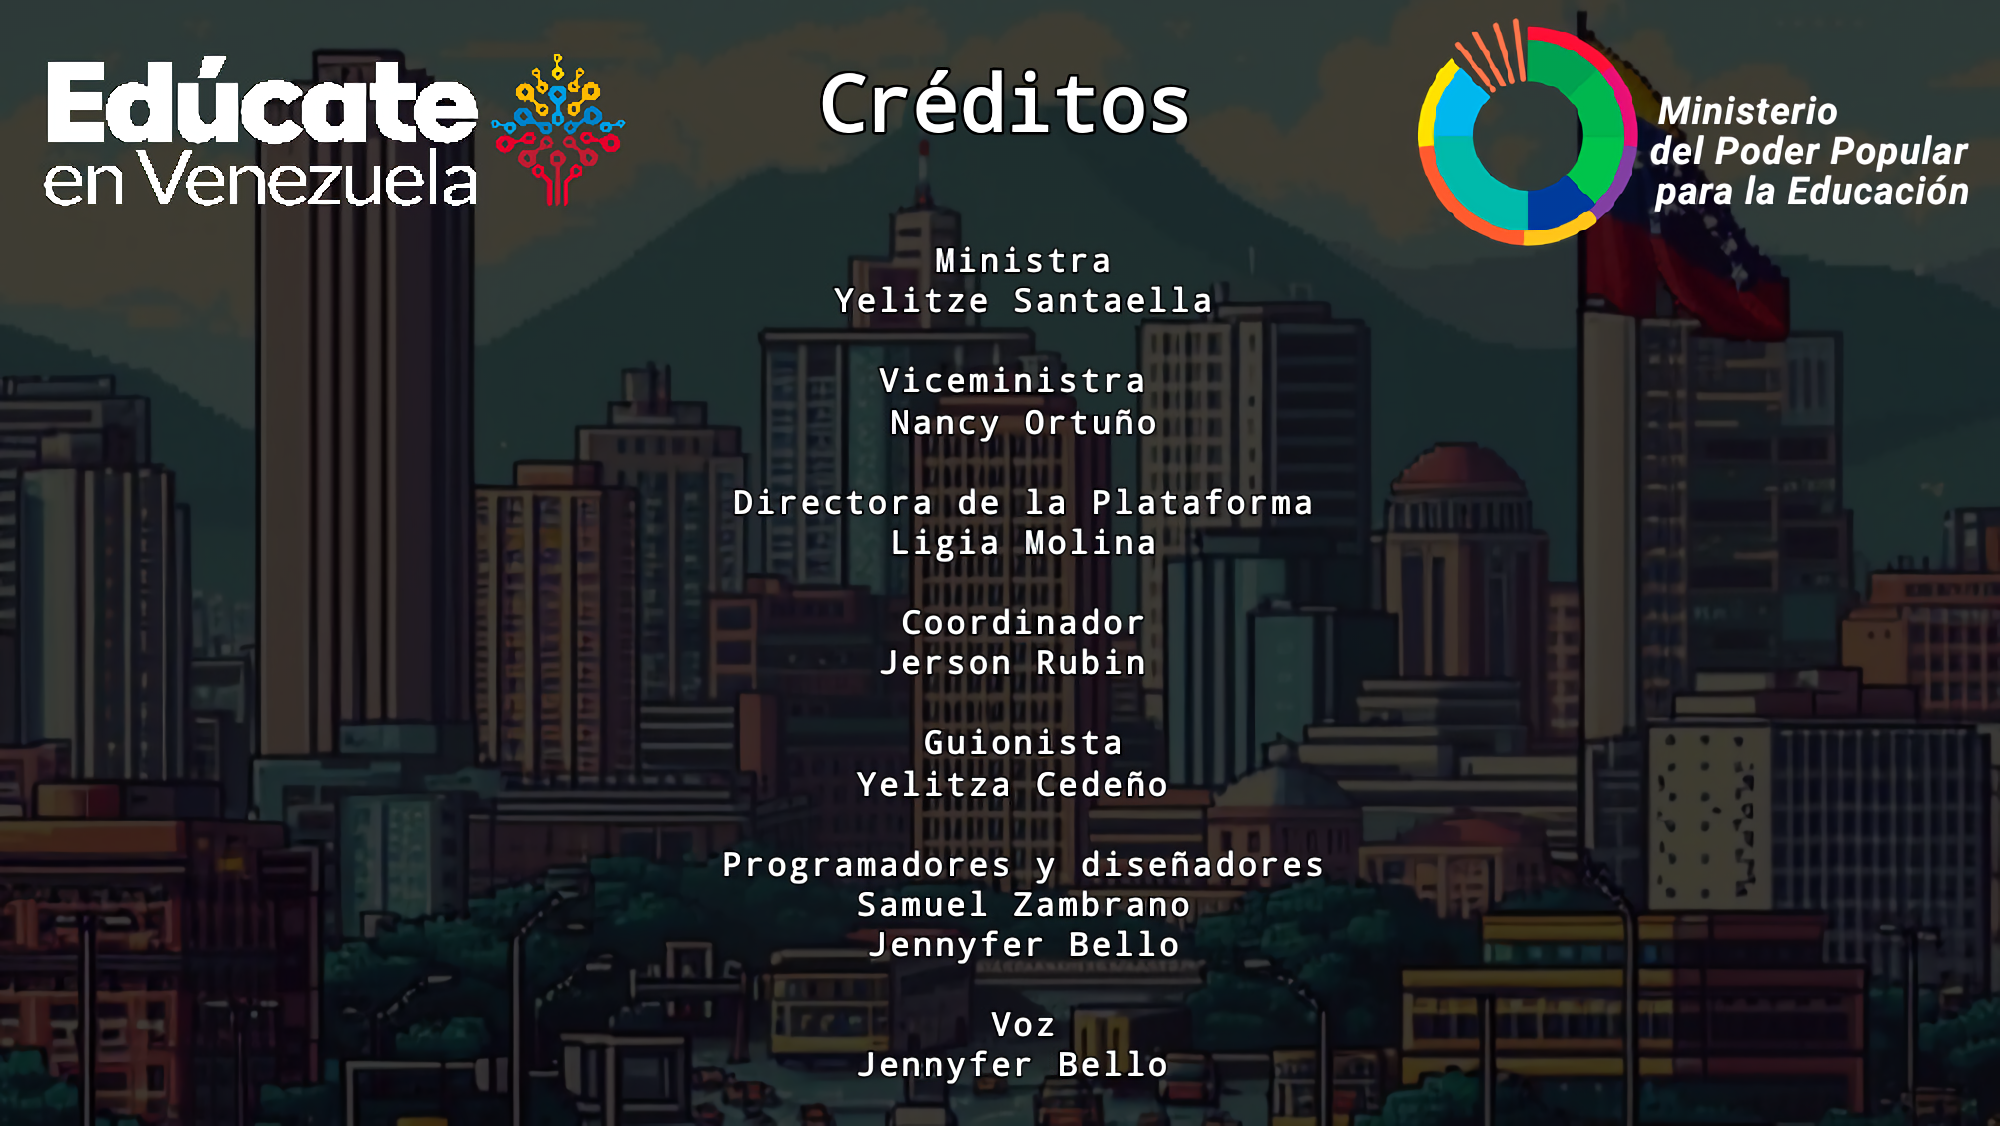 Edúcate
en Venezuela
Créditos
Ministerio
del Poder Popular
para la Educación
Ministra
Yelitze Santaella
Viceministra
Nancy Ortuño
Directora de la Plataforma
Ligia Molina
Coordinador
Jerson Rubin
Guionista
Yelitza Cedeño
Programadores y diseñadores
Samuel Zambrano
Jennyfer Bello
Voz
Jennyfer Bello